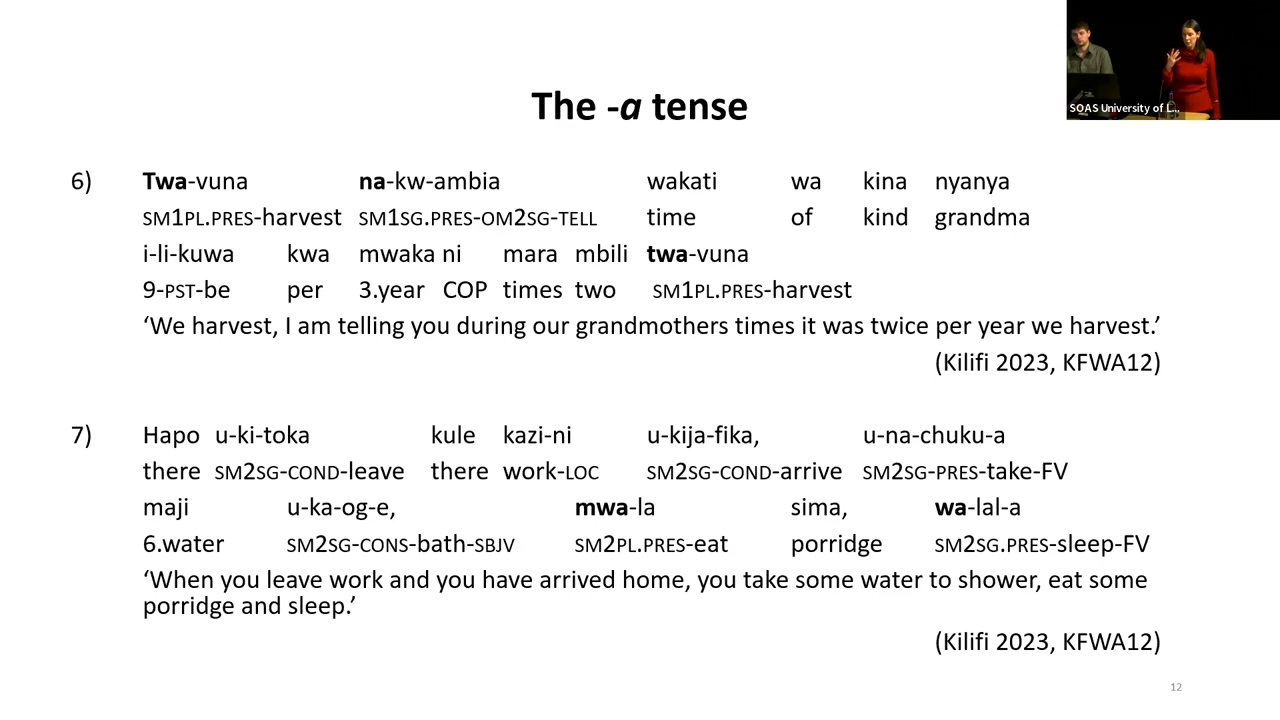 SOAS University of L...
The -a tense
6) Twa-vuna na-kw-ambia wakati wa kina nyanya
SM1PL.PRES-harvest SM1SG.PRES-OM2SG-TELL time of kind grandma
i-li-kuwa kwa mwaka ni mara mbili twa-vuna
9-PST-be per 3.year COP times two SM1PL.PRES-harvest
‘We harvest, I am telling you during our grandmothers times it was twice per year we harvest.’
(Kilifi 2023, KFWA12)
7) Hapo u-ki-toka kule kazi-ni u-kija-fika, u-na-chuku-a
there SM2SG-COND-leave there work-LOC SM2SG-COND-arrive SM2SG-PRES-take-FV
maji u-ka-og-e, mwa-la sima, wa-lal-a
6.water SM2SG-CONS-bath-SBJV SM2PL.PRES-eat porridge SM2SG.PRES-sleep-FV
‘When you leave work and you have arrived home, you take some water to shower, eat some
porridge and sleep.’
(Kilifi 2023, KFWA12)
12